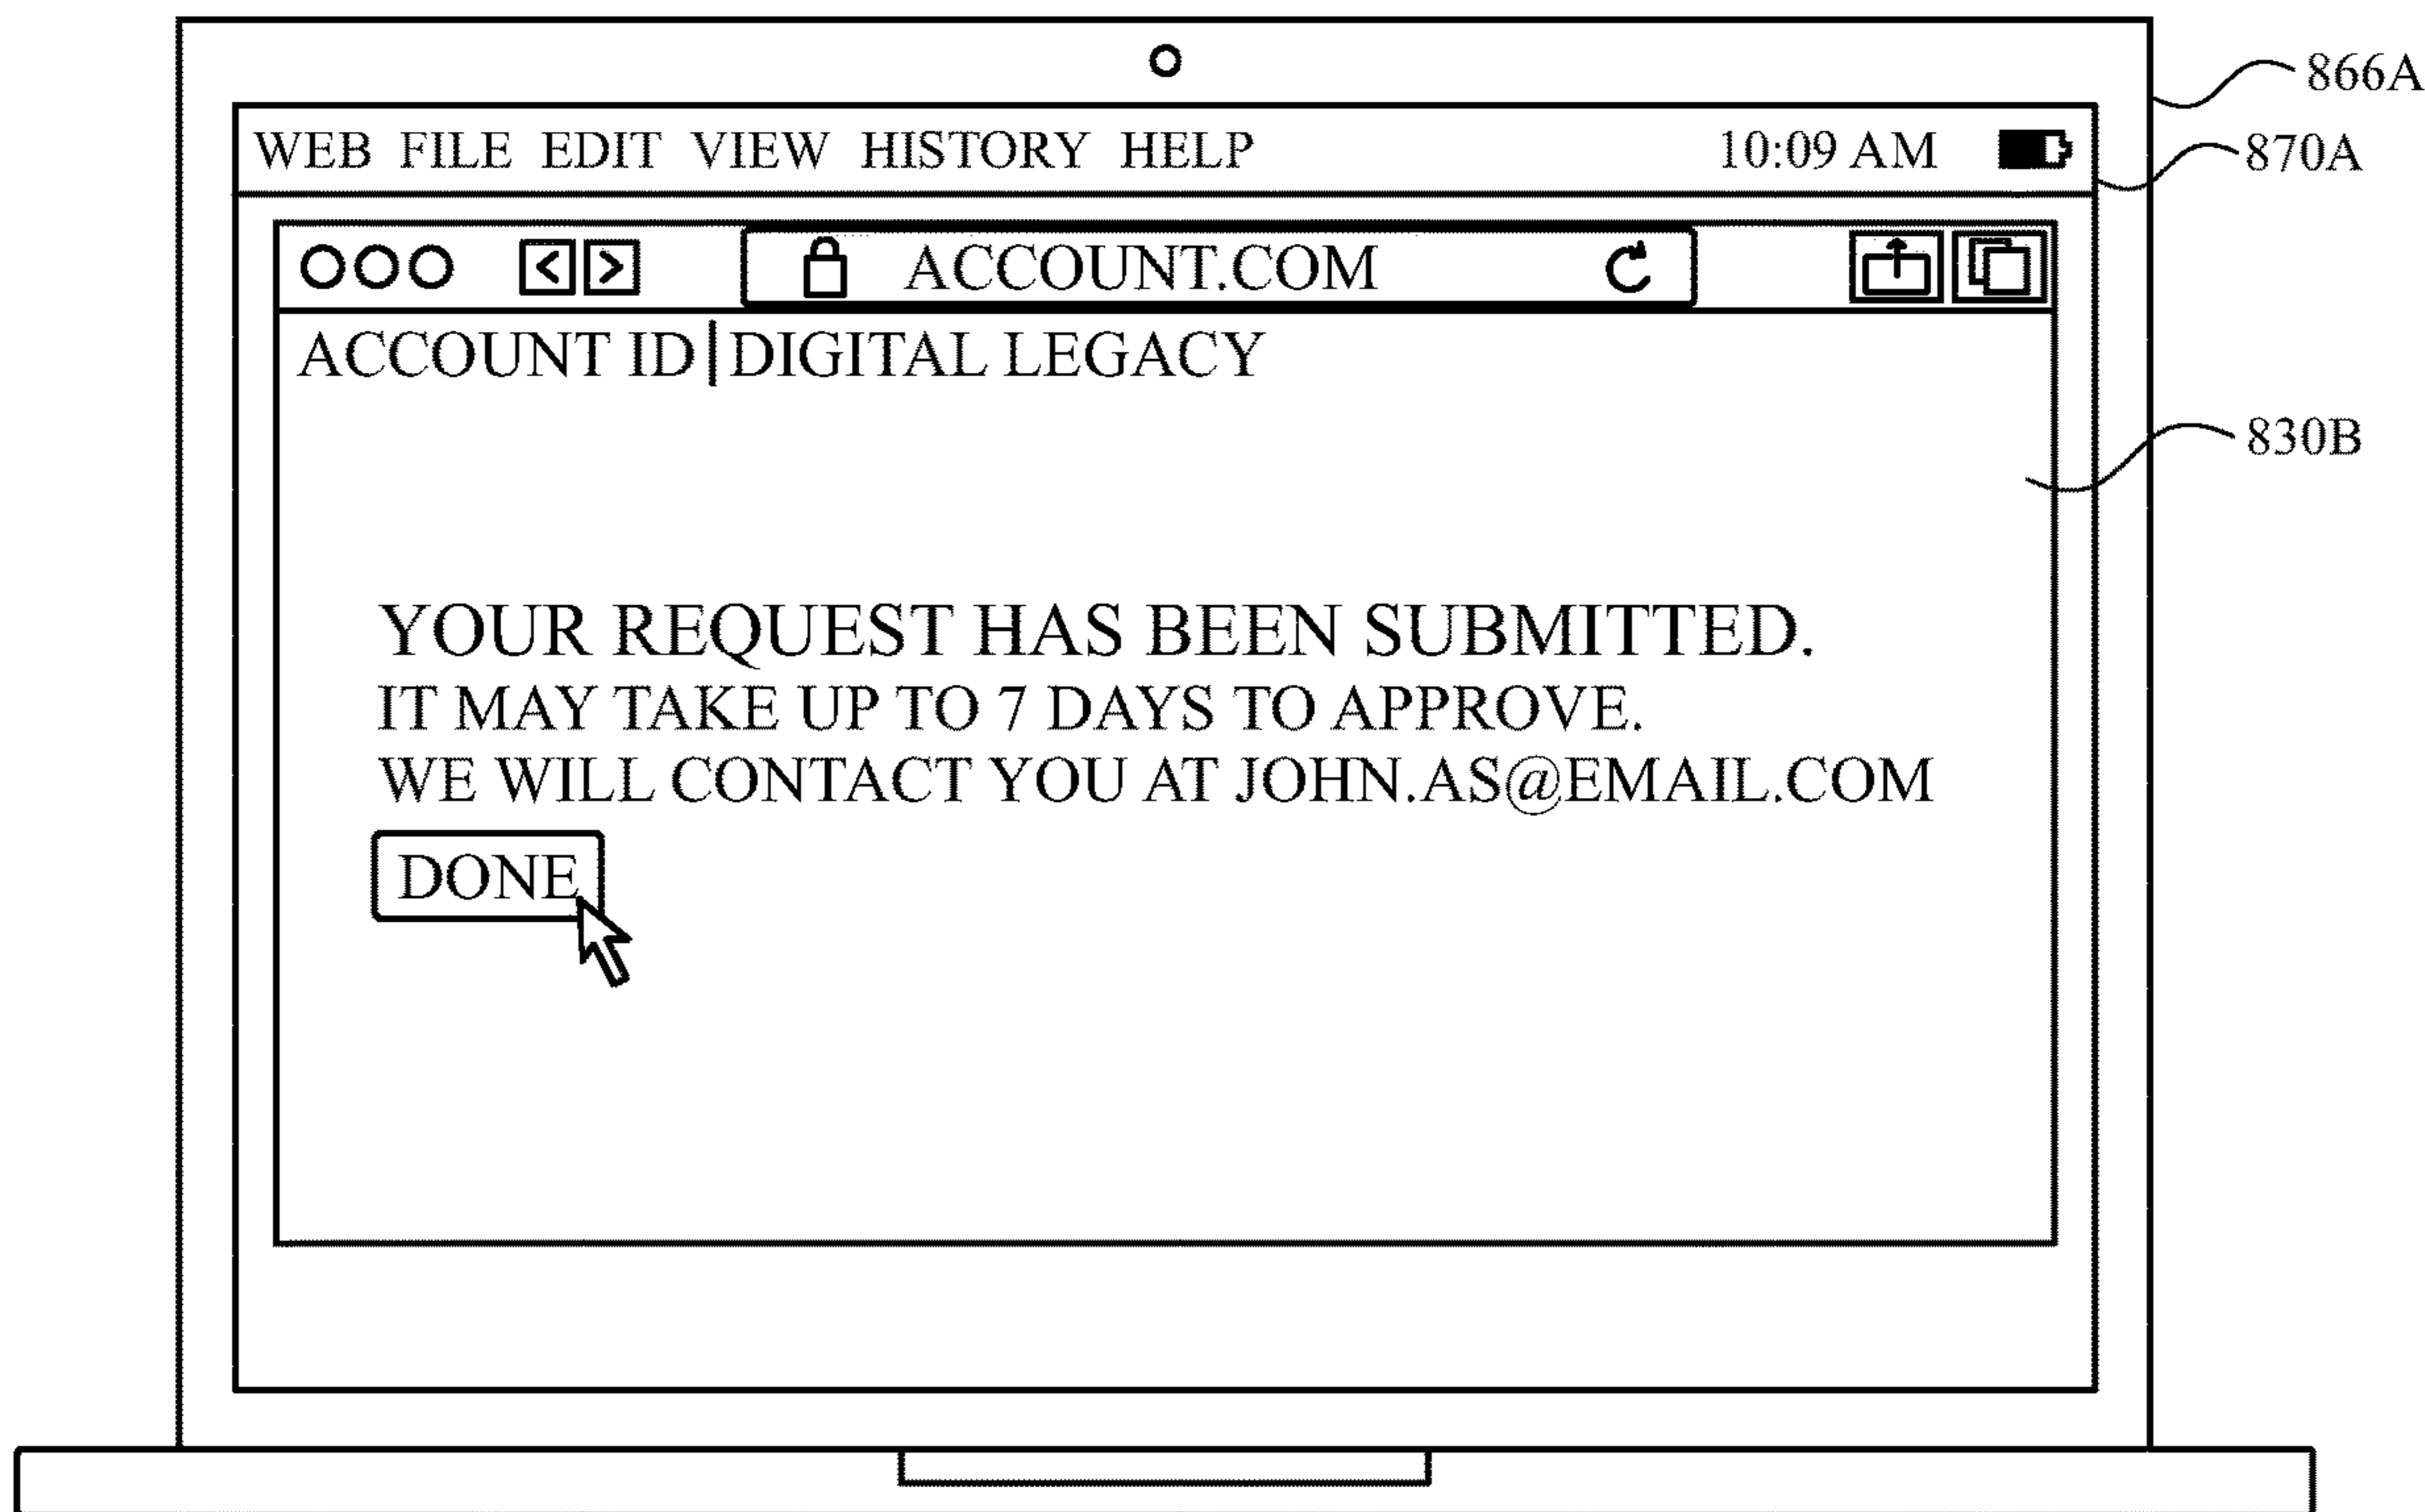 866A
WEB FILE EDIT VIEW HISTORY HELP 10:09 AM
870A
ACCOUNT.COM
ACCOUNT ID|DIGITAL LEGACY
830B
YOUR REQUEST HAS BEEN SUBMITTED.
IT MAY TAKE UP TO 7 DAYS TO APPROVE.
WE WILL CONTACT YOU AT JOHN.AS@EMAIL.COM
DONE